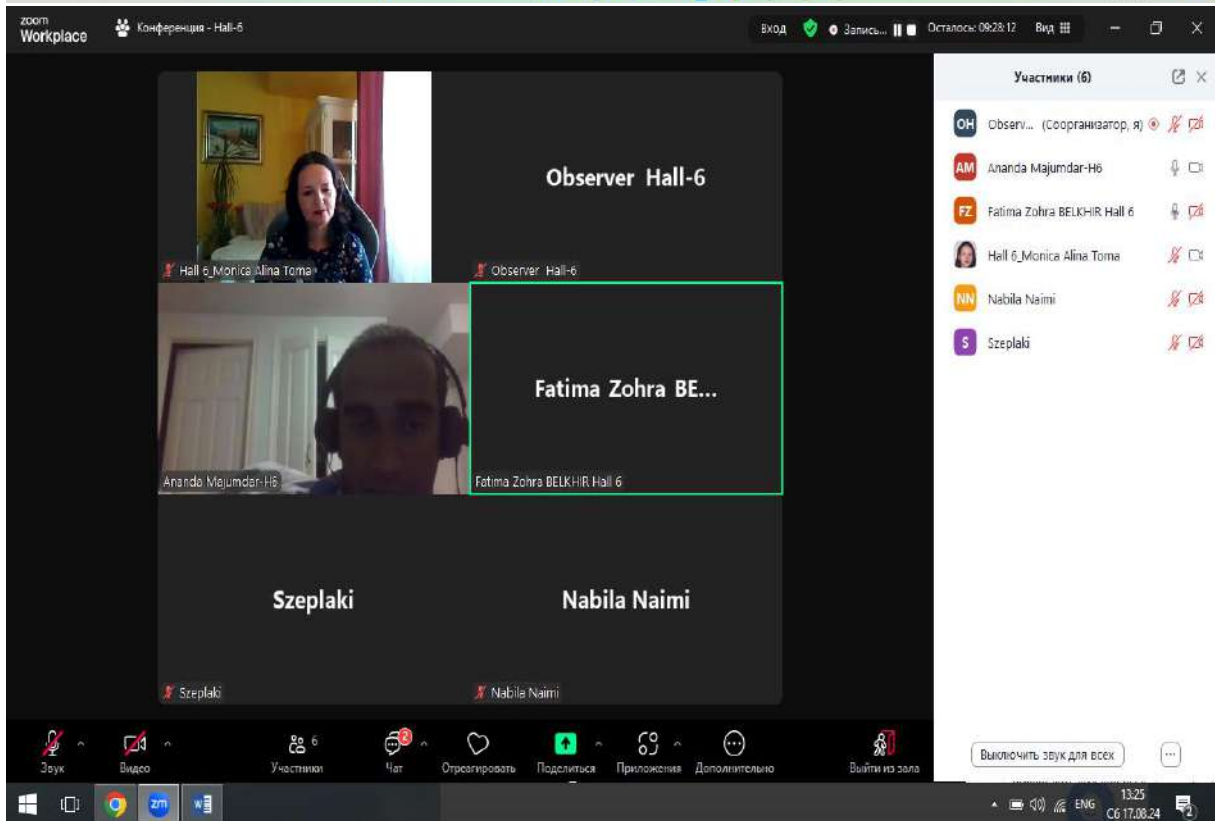 zoom
Workplace
Конференция - Hall-6
Вход
Запись...
Осталось: 09:28:12
Вид
Участники (6)
OH Observ... (Соорганизатор, я)
AM Ananda Majumdar-H6
FZ Fatima Zohra BELKHIR Hall 6
Hall 6_Monica Alina Toma
NN Nabila Naimi
S Szeplaki
Hall 6_Monica Alina Toma
Observer Hall-6
Observer Hall-6
Ananda Majumdar-H6
Fatima Zohra BE...
Fatima Zohra BELKHIR Hall 6
Szeplaki
Szeplaki
Nabila Naimi
Nabila Naimi
Звук
Видео
6
Участники
2
Чат
Отреагировать
Поделиться
Приложения
Дополнительно
Выйти из зала
Выключить звук для всех
zm
W
ENG
13:25
Сб 17.08.24
2